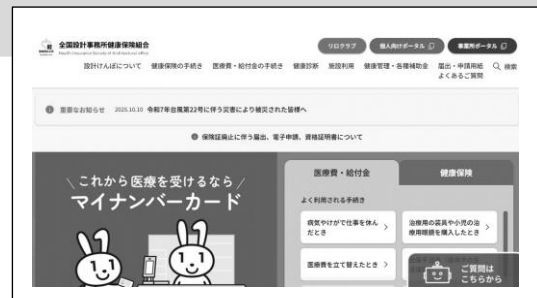 全国設計事務所健康保険組合
Health Insurance Society of Architectural office
リロクラブ
個人向けポータル
事業所ポータル
設計けんぽについて
健康保険の手続き
医療費・給付金の手続き
健康診断
施設利用
健康管理・各種補助金
届出・申請用紙
よくあるご質問
検索
重要なお知らせ 2025.10.10 令和7年台風第22号に伴う災害により被災された皆様へ
保険証廃止に伴う届出、電子申請、資格証明書について
これから医療を受けるなら
マイナンバーカード
医療費・給付金
健康保険
よく利用される手続き
病気やけがで仕事を休ん
だとき
治療用の装具や小児の治
療用眼鏡を購入したとき
医療費を立て替えたとき
ご質問は
こちらから